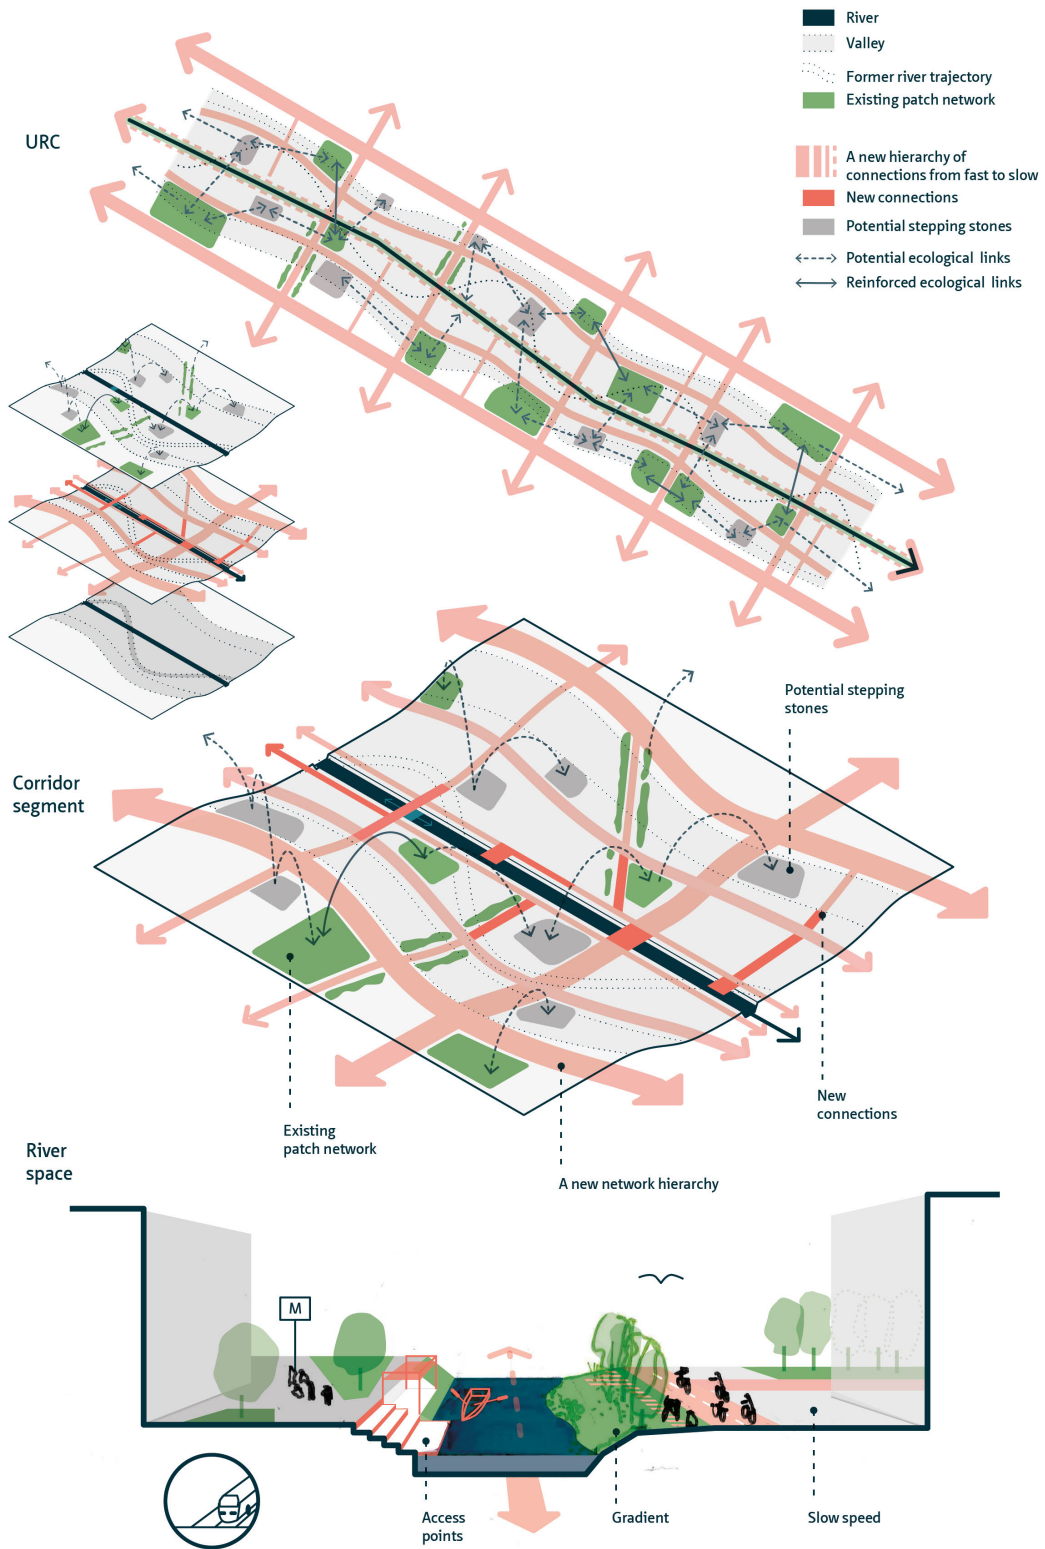 River
Valley
Former river trajectory
Existing patch network
URC
A new hierarchy of
connections from fast to slow
New connections
Potential stepping stones
Potential ecological links
Reinforced ecological links
Potential stepping
stones
Corridor
segment
New
connections
Existing
patch network
River
space
A new network hierarchy
M
Access
points
Gradient
Slow speed